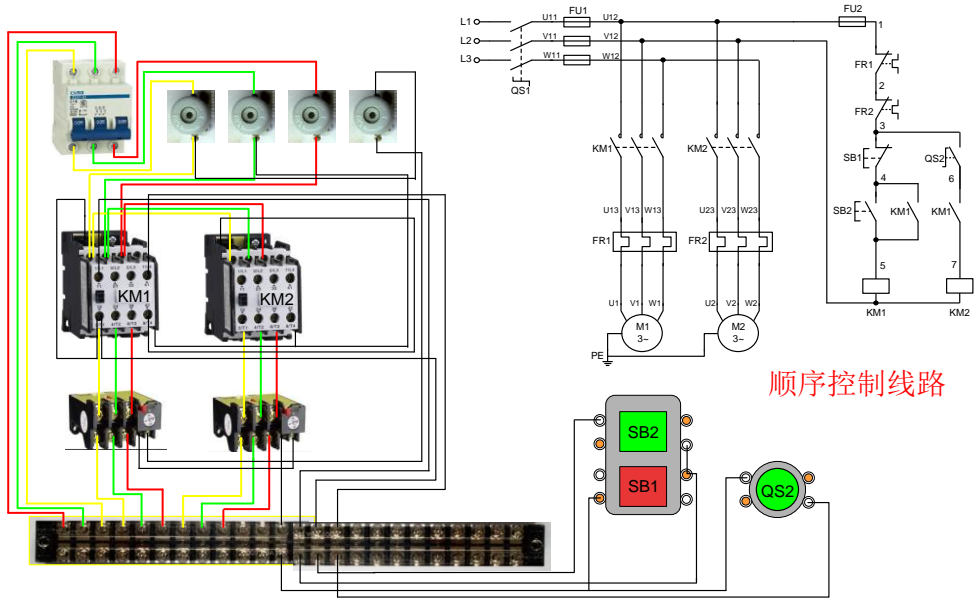 L1
U11
FU1
U12
FU2
1
L2
V11
V12
L3
W11
W12
QS1
FR1
2
FR2
3
KM1
KM2
SB1
QS2
4
6
SB2
KM1
KM1
U13 V13 W13
U23 V23 W23
FR1
FR2
5
7
KM1
KM2
U1 V1 W1
U2 V2 W2
M1
3~
M2
3~
PE
KM1
KM2
顺序控制线路
SB2
SB1
QS2